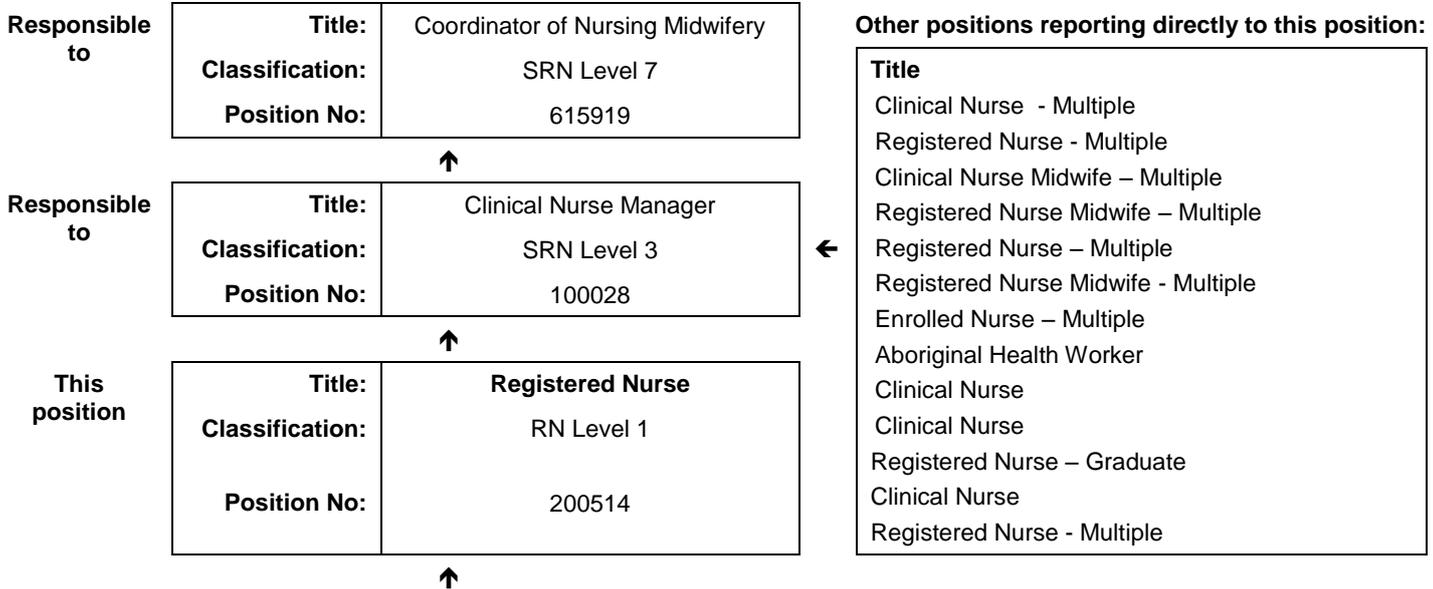 Responsible to
Title: Coordinator of Nursing Midwifery
Classification: SRN Level 7
Position No: 615919
🡩
Responsible to
Title: Clinical Nurse Manager
Classification: SRN Level 3
Position No: 100028
🡩
This position
Title: Registered Nurse
Classification: RN Level 1
Position No: 200514
🡩
Other positions reporting directly to this position:
Title
Clinical Nurse - Multiple
Registered Nurse - Multiple
Clinical Nurse Midwife – Multiple
Registered Nurse Midwife – Multiple
🡨 Registered Nurse – Multiple
Registered Nurse Midwife - Multiple
Enrolled Nurse – Multiple
Aboriginal Health Worker
Clinical Nurse
Clinical Nurse
Registered Nurse – Graduate
Clinical Nurse
Registered Nurse - Multiple